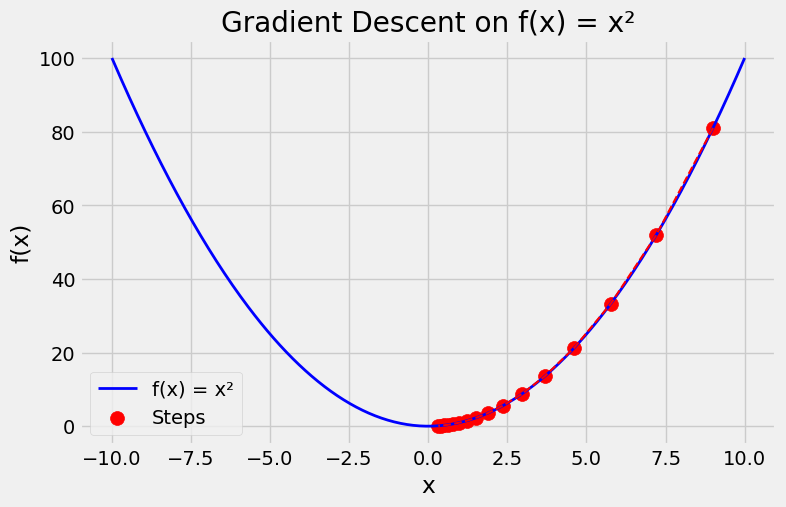 Gradient Descent on f(x) = x²
100
80
60
40
20
0
f(x)
f(x) = x²
Steps
−10.0 −7.5 −5.0 −2.5 0.0 2.5 5.0 7.5 10.0
x